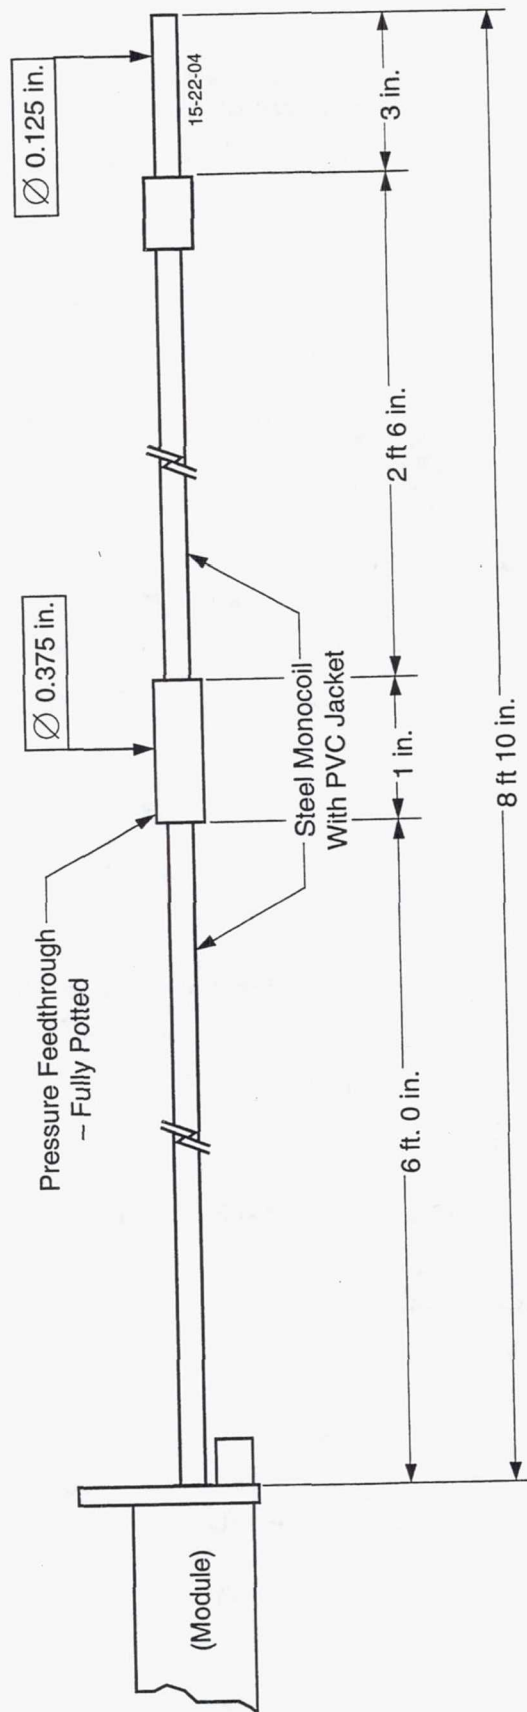 Ø 0.375 in.
Ø 0.125 in.
Pressure Feedthrough
~ Fully Potted
15-22-04
(Module)
Steel Monocoil
With PVC Jacket
6 ft. 0 in.
1 in.
2 ft 6 in.
3 in.
8 ft 10 in.